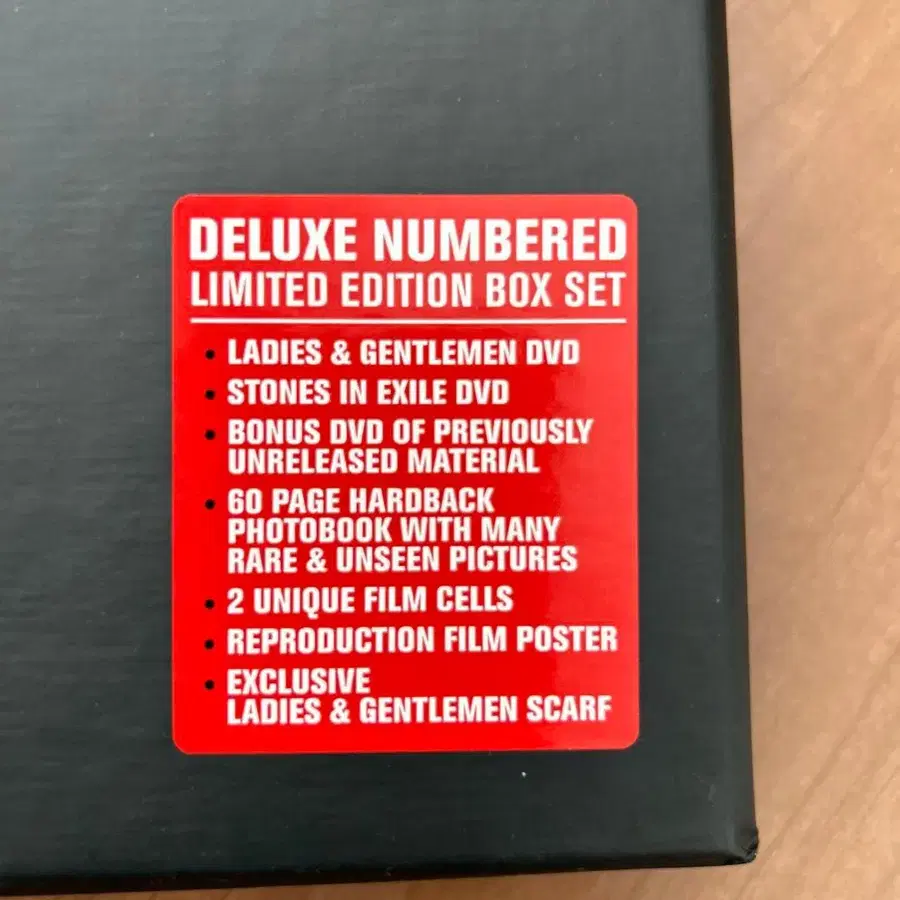 DELUXE NUMBERED
LIMITED EDITION BOX SET
• LADIES & GENTLEMEN DVD
• STONES IN EXILE DVD
• BONUS DVD OF PREVIOUSLY
UNRELEASED MATERIAL
• 60 PAGE HARDBACK
PHOTOBOOK WITH MANY
RARE & UNSEEN PICTURES
• 2 UNIQUE FILM CELLS
• REPRODUCTION FILM POSTER
• EXCLUSIVE
LADIES & GENTLEMEN SCARF